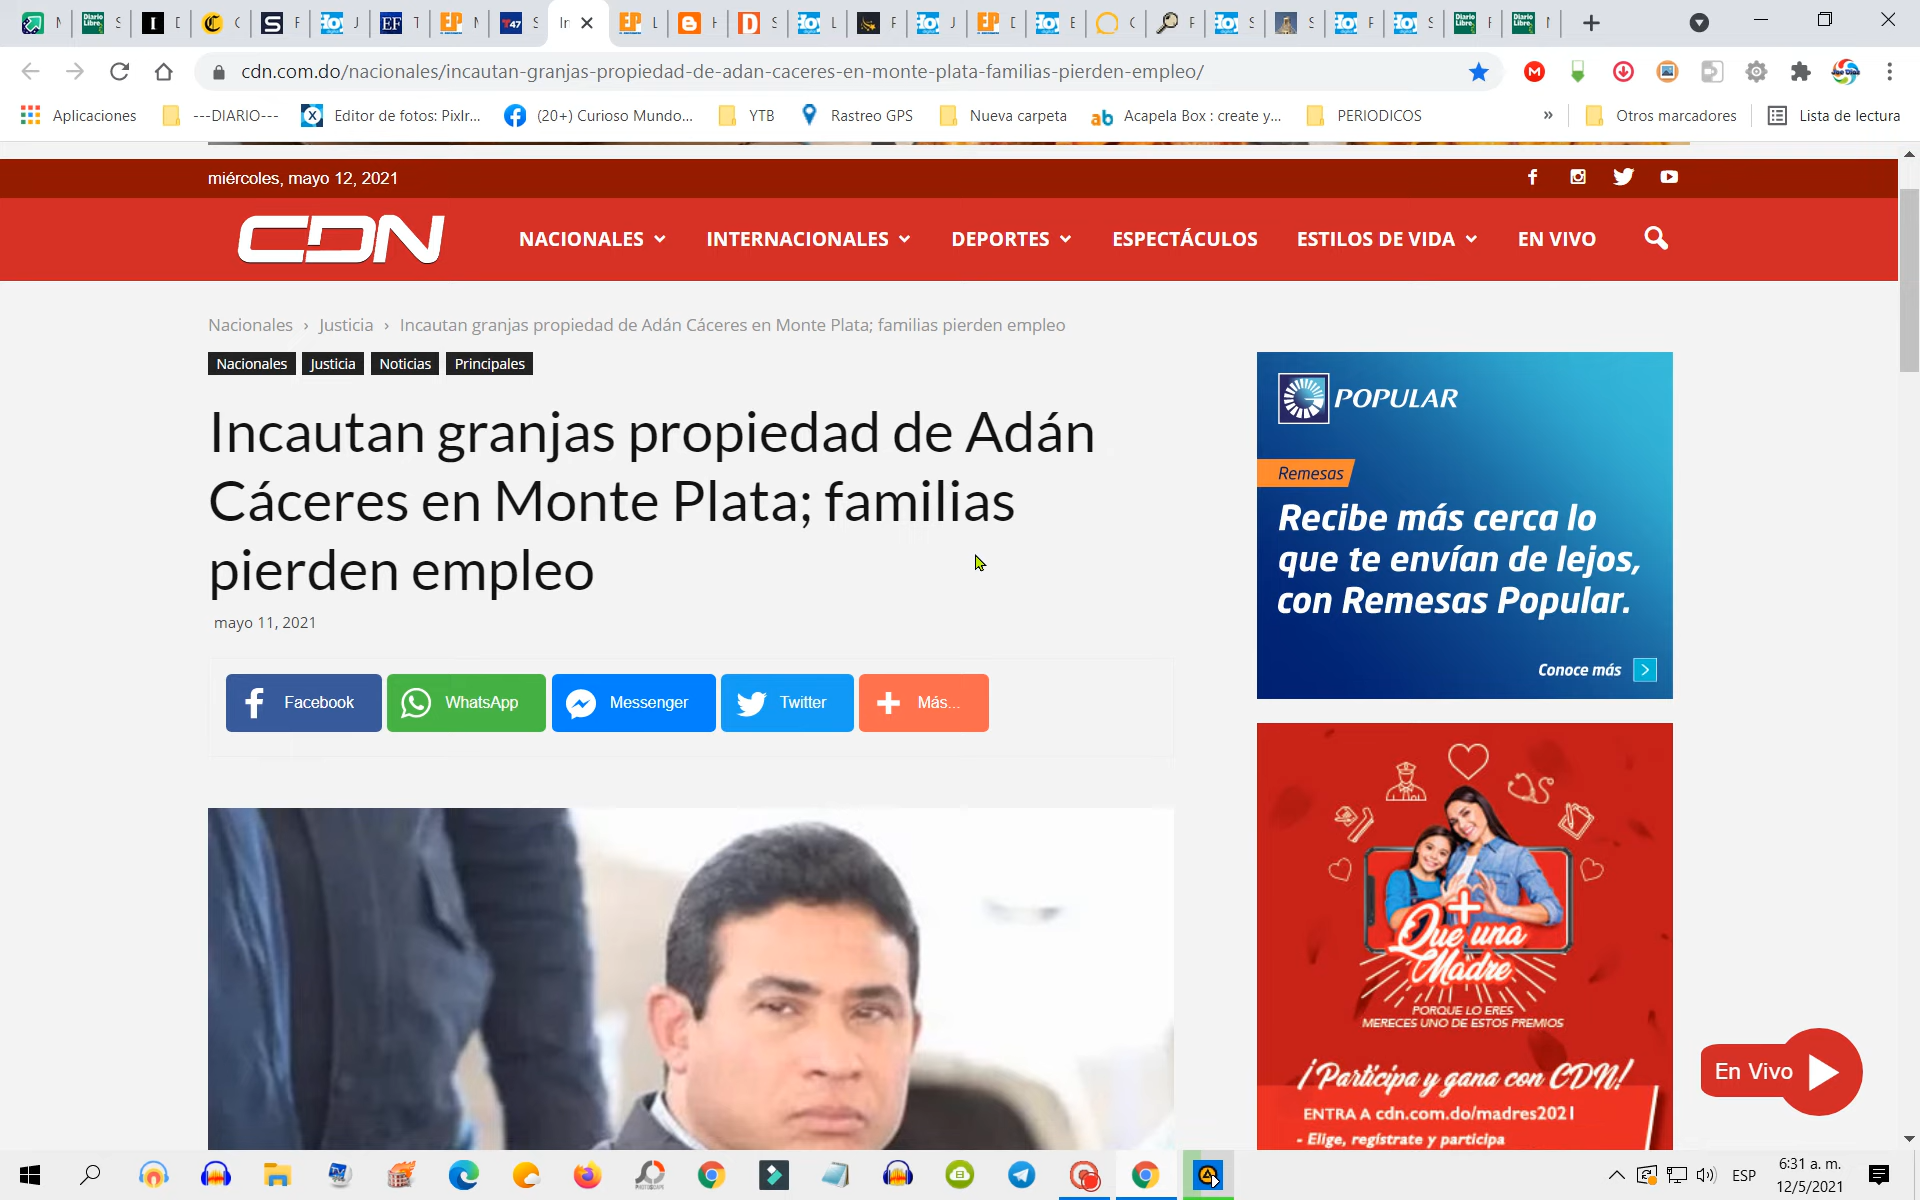 cdn.com.do/nacionales/incautan-granjas-propiedad-de-adan-caceres-en-monte-plata-familias-pierden-empleo/
Aplicaciones
---DIARIO---
Editor de fotos: Pixlr...
(20+) Curioso Mundo...
YTB
Rastreo GPS
Nueva carpeta
Acapela Box : create y...
PERIODICOS
»
Otros marcadores
Lista de lectura
miércoles, mayo 12, 2021
CDN
NACIONALES
INTERNACIONALES
DEPORTES
ESPECTÁCULOS
ESTILOS DE VIDA
EN VIVO
Nacionales › Justicia › Incautan granjas propiedad de Adán Cáceres en Monte Plata; familias pierden empleo
Nacionales
Justicia
Noticias
Principales
Incautan granjas propiedad de Adán
Cáceres en Monte Plata; familias
pierden empleo
mayo 11, 2021
Facebook
WhatsApp
Messenger
Twitter
Más...
POPULAR
Remesas
Recibe más cerca lo
que te envían de lejos,
con Remesas Popular.
Conoce más
+
Que una
Madre
PORQUE LO ERES
MERECES UNO DE ESTOS PREMIOS
¡Participa y gana con CDN!
ENTRA A cdn.com.do/madres2021
- Elige, regístrate y participa
En Vivo
ESP
6:31 a. m.
12/5/2021